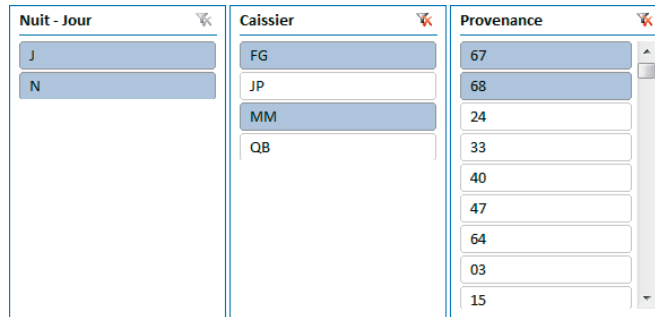 Nuit - Jour
J
N
Caissier
FG
JP
MM
QB
Provenance
67
68
24
33
40
47
64
03
15